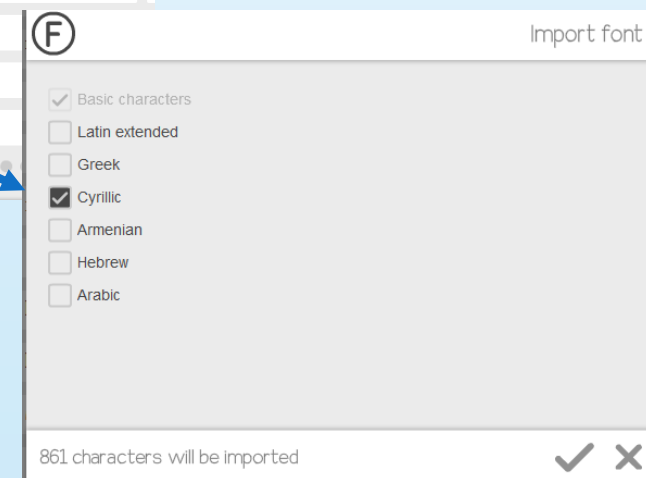 F
Import font
Basic characters
Latin extended
Greek
Cyrillic
Armenian
Hebrew
Arabic
861 characters will be imported